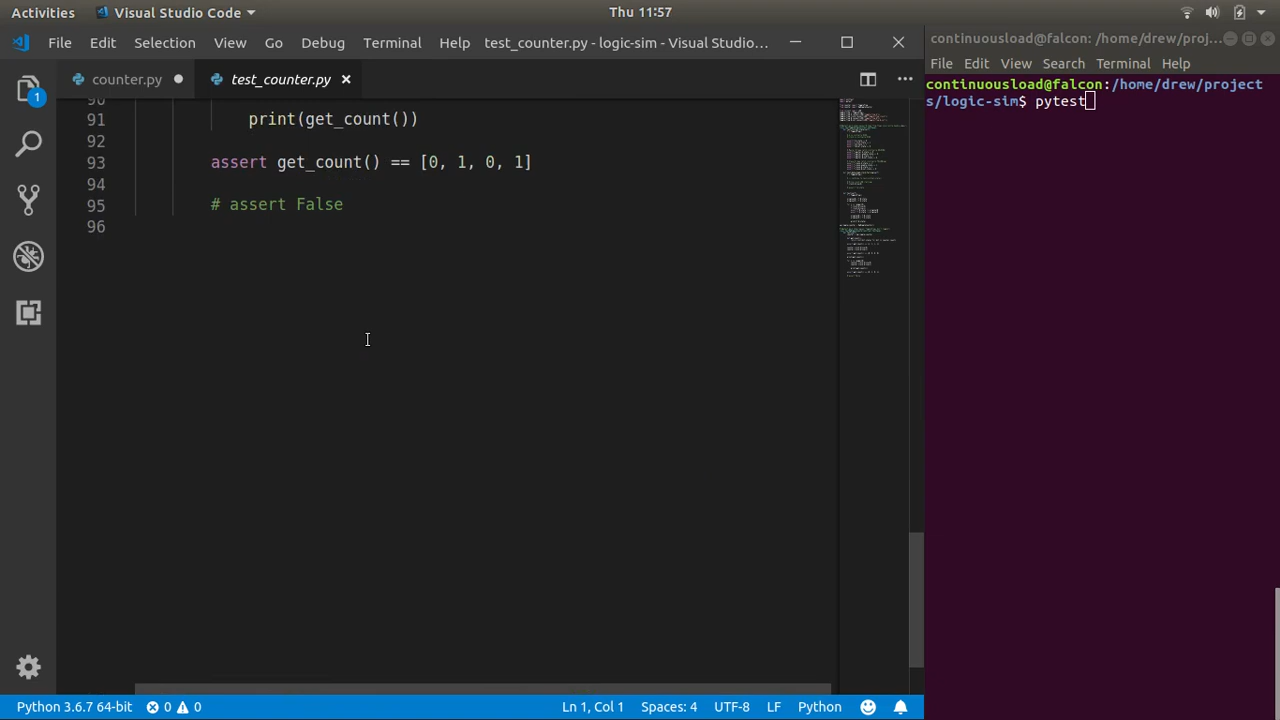 Activities Visual Studio Code Thu 11:57
File Edit Selection View Go Debug Terminal Help test_counter.py - logic-sim - Visual Studio...
counter.py test_counter.py
1
90
91 print(get_count())
92
93 assert get_count() == [0, 1, 0, 1]
94
95 # assert False
96
Python 3.6.7 64-bit 0 0 Ln 1, Col 1 Spaces: 4 UTF-8 LF Python
continuousload@falcon: /home/drew/proj...
File Edit View Search Terminal Help
continuousload@falcon:/home/drew/project
s/logic-sim$ pytest